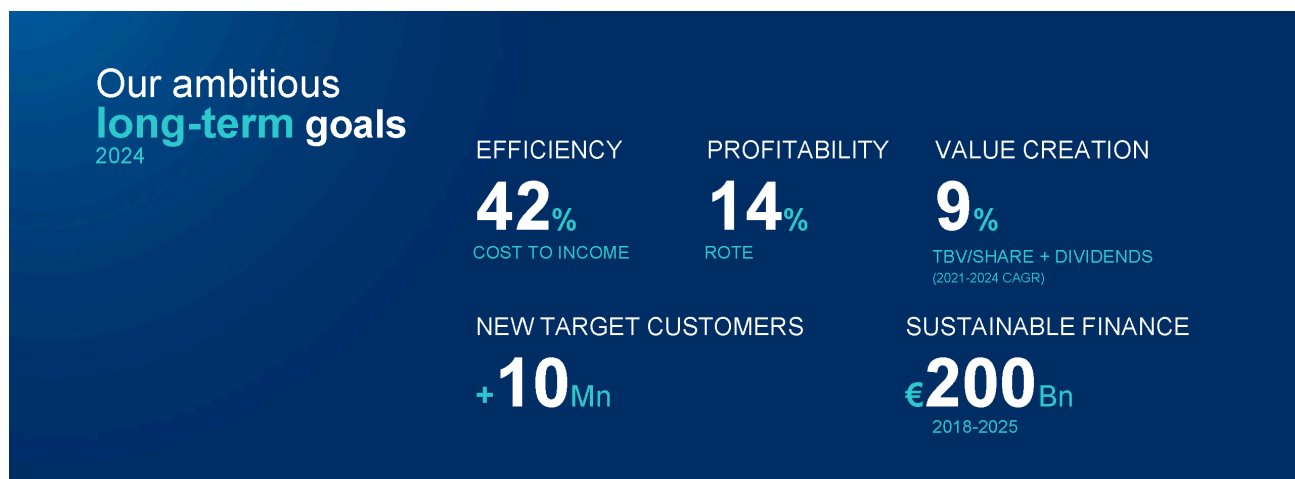 Our ambitious
long-term goals
2024
EFFICIENCY
42%
COST TO INCOME
PROFITABILITY
14%
ROTE
VALUE CREATION
9%
TBV/SHARE + DIVIDENDS
(2021-2024 CAGR)
NEW TARGET CUSTOMERS
+10Mn
SUSTAINABLE FINANCE
€200Bn
2018-2025